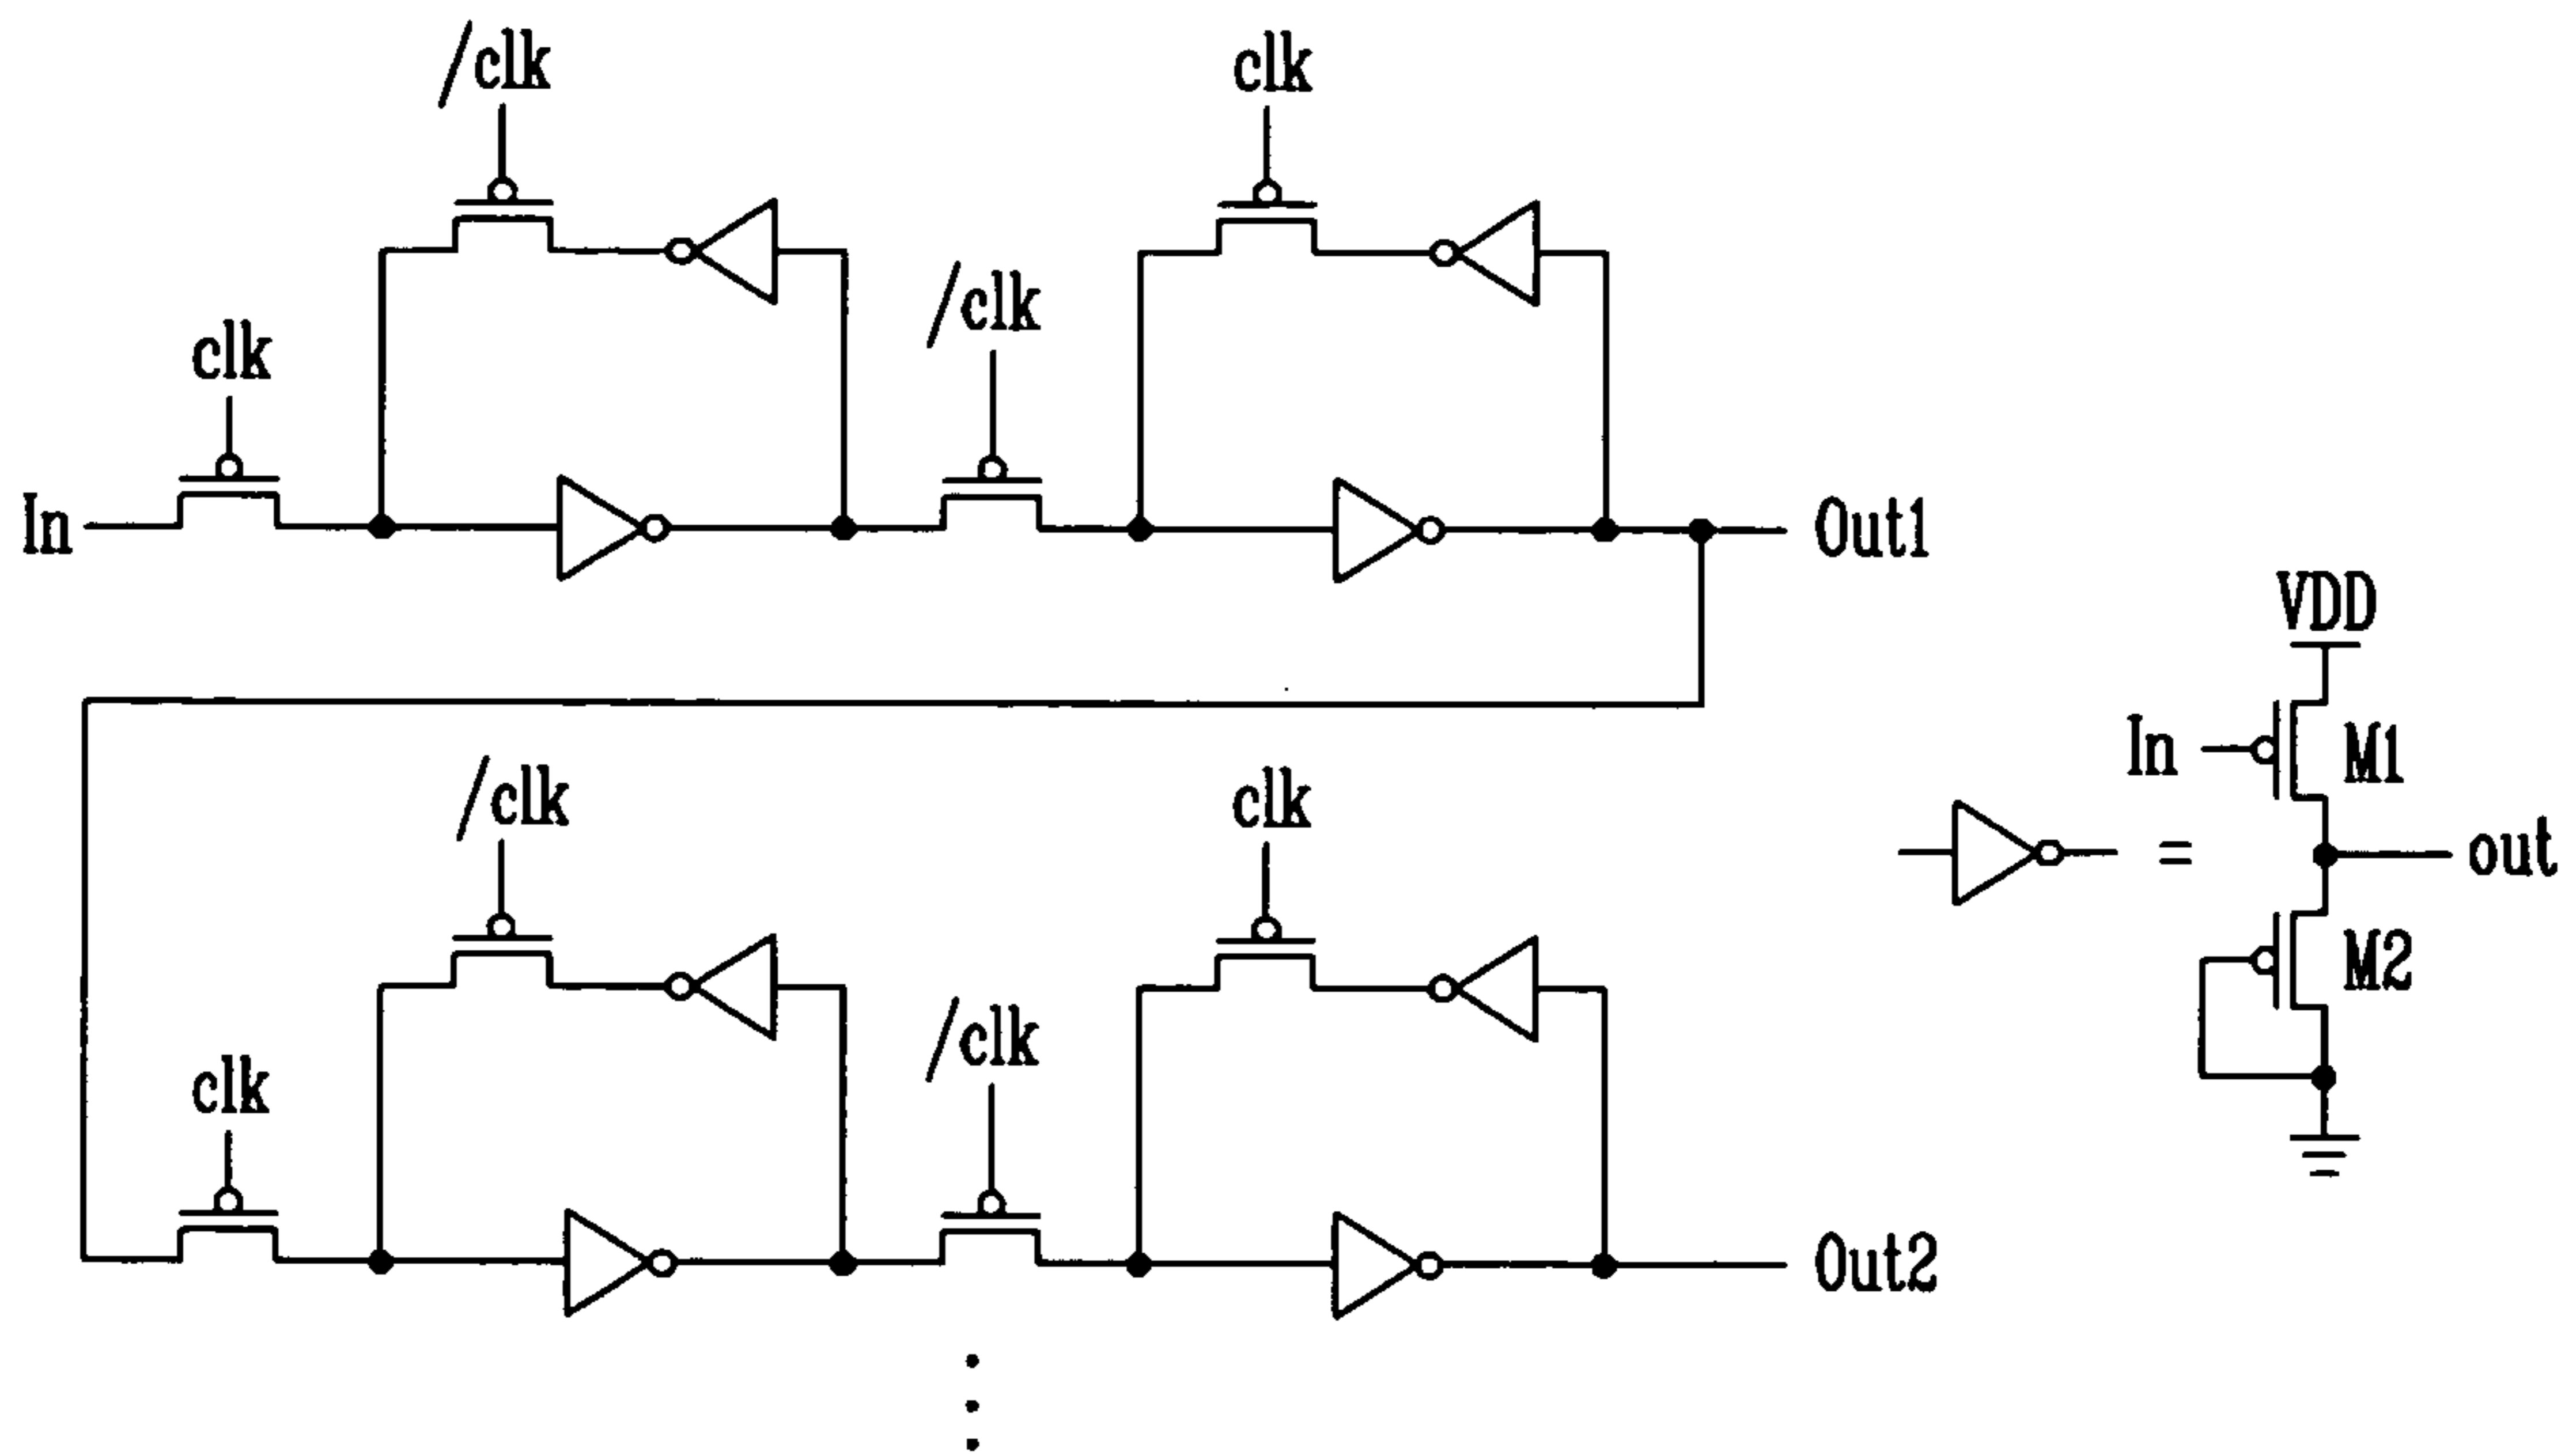 /clk
clk
/clk
clk
In
Out1
VDD
In
M1
/clk
clk
=
out
M2
/clk
clk
Out2